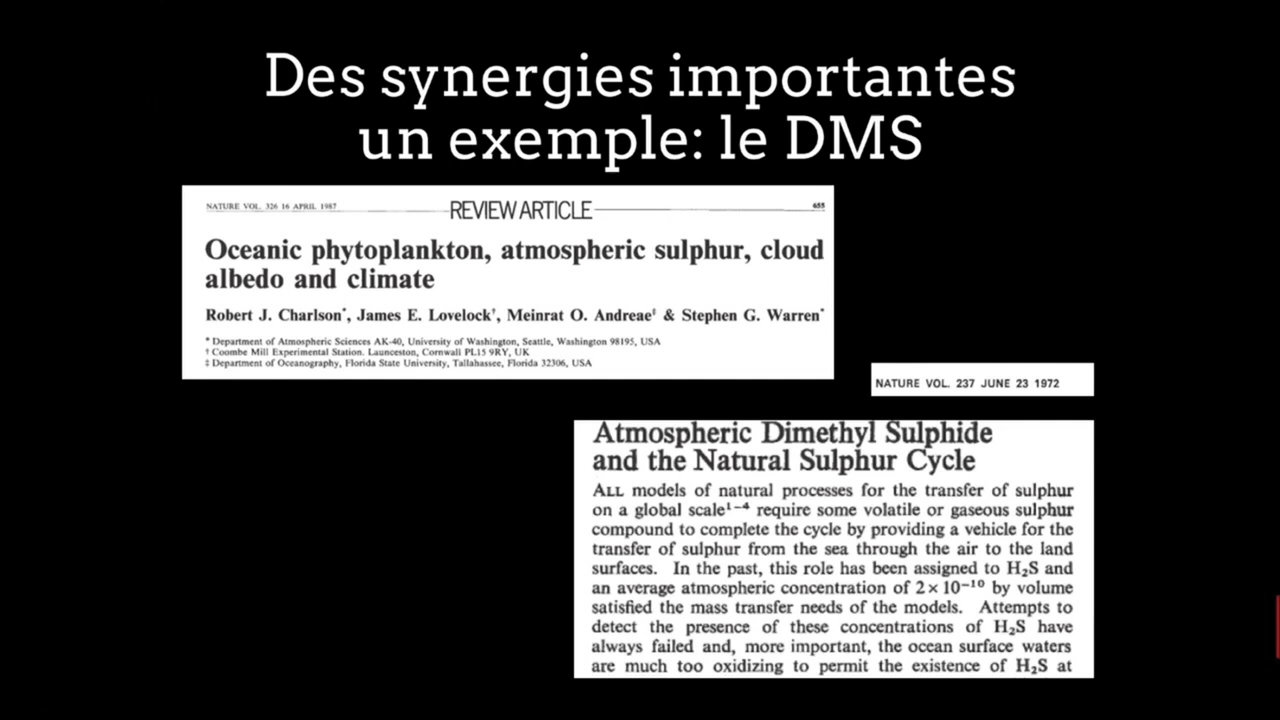 Des synergies importantes
un exemple: le DMS
NATURE VOL. 326 16 APRIL 1987
REVIEW ARTICLE
655
Oceanic phytoplankton, atmospheric sulphur, cloud
albedo and climate
Robert J. Charlson*, James E. Lovelock†, Meinrat O. Andreae‡ & Stephen G. Warren*
* Department of Atmospheric Sciences AK-40, University of Washington, Seattle, Washington 98195, USA
† Coombe Mill Experimental Station. Launceston, Cornwall PL15 9RY, UK
‡ Department of Oceanography, Florida State University, Tallahassee, Florida 32306, USA
NATURE VOL. 237 JUNE 23 1972
Atmospheric Dimethyl Sulphide
and the Natural Sulphur Cycle
ALL models of natural processes for the transfer of sulphur
on a global scale¹⁻⁴ require some volatile or gaseous sulphur
compound to complete the cycle by providing a vehicle for the
transfer of sulphur from the sea through the air to the land
surfaces. In the past, this role has been assigned to H₂S and
an average atmospheric concentration of 2×10⁻¹⁰ by volume
satisfied the mass transfer needs of the models. Attempts to
detect the presence of these concentrations of H₂S have
always failed and, more important, the ocean surface waters
are much too oxidizing to permit the existence of H₂S at